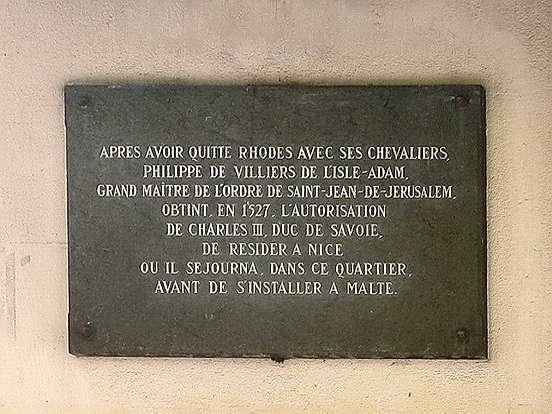 APRES AVOIR QUITTE RHODES AVEC SES CHEVALIERS,
PHILIPPE DE VILLIERS DE L'ISLE-ADAM,
GRAND MAÎTRE DE L'ORDRE DE SAINT-JEAN-DE-JERUSALEM,
OBTINT, EN 1527, L'AUTORISATION
DE CHARLES III, DUC DE SAVOIE,
DE RESIDER A NICE
OU IL SEJOURNA, DANS CE QUARTIER,
AVANT DE S'INSTALLER A MALTE.